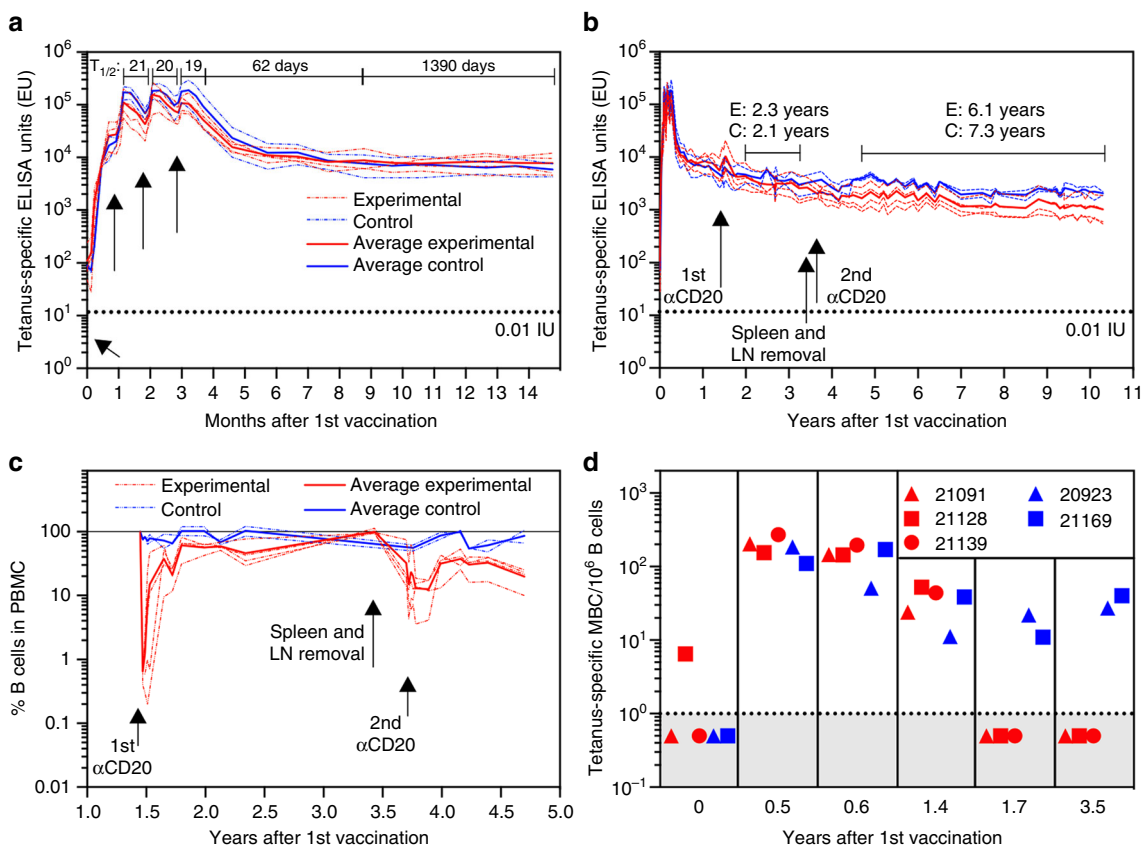 a
10⁶
10⁵
10⁴
10³
10²
10¹
10⁰
Tetanus-specific ELISA units (EU)
T1/2: 21 20 19 62 days 1390 days
Experimental
Control
Average experimental
Average control
0.01 IU
0 1 2 3 4 5 6 7 8 9 10 11 12 13 14
Months after 1st vaccination
b
10⁶
10⁵
10⁴
10³
10²
10¹
10⁰
Tetanus-specific ELISA units (EU)
E: 2.3 years
C: 2.1 years
E: 6.1 years
C: 7.3 years
1st
αCD20
2nd
αCD20
Spleen and
LN removal
0.01 IU
0 1 2 3 4 5 6 7 8 9 10 11
Years after 1st vaccination
c
Experimental
Control
Average experimental
Average control
100
10
1
0.1
0.01
% B cells in PBMC
Spleen and
LN removal
1st
αCD20
2nd
αCD20
1.0 1.5 2.0 2.5 3.0 3.5 4.0 4.5 5.0
Years after 1st vaccination
d
10³
10²
10¹
10⁰
10⁻¹
Tetanus-specific MBC/10⁶ B cells
21091
21128
21139
20923
21169
0 0.5 0.6 1.4 1.7 3.5
Years after 1st vaccination